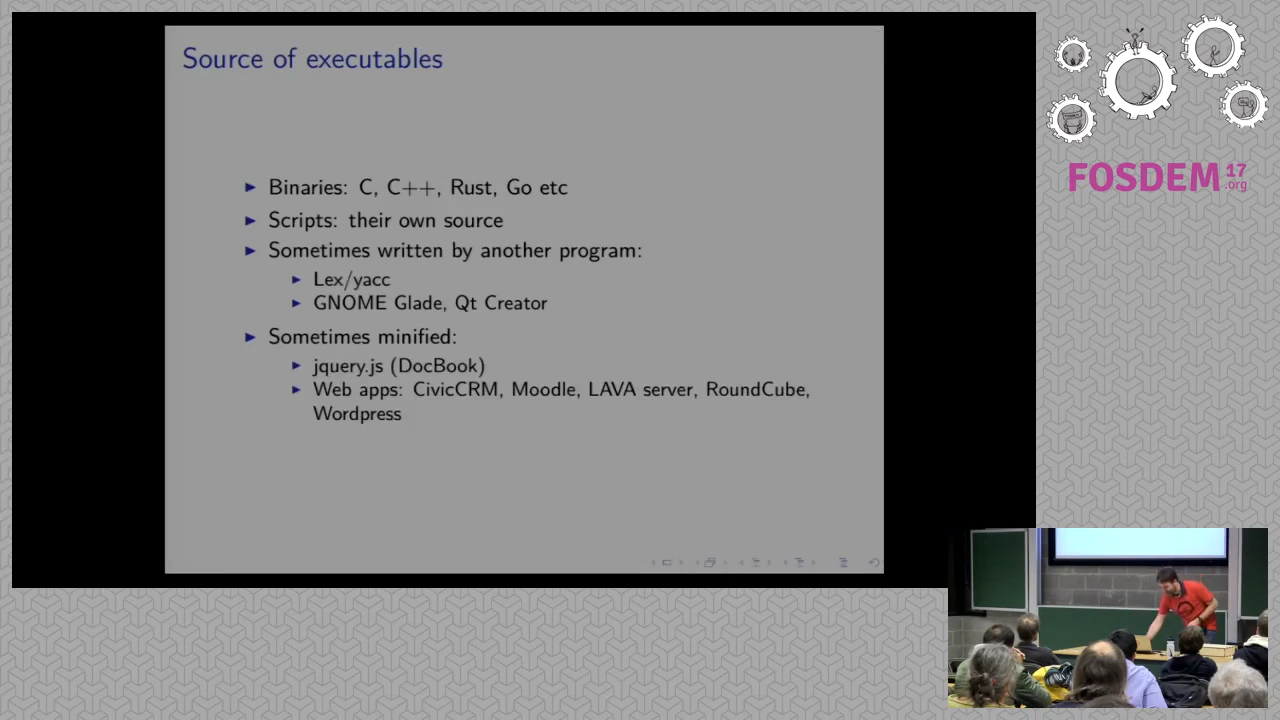 Source of executables
Binaries: C, C++, Rust, Go etc
Scripts: their own source
Sometimes written by another program:
Lex/yacc
GNOME Glade, Qt Creator
Sometimes minified:
jquery.js (DocBook)
Web apps: CivicCRM, Moodle, LAVA server, RoundCube,
Wordpress
FOSDEM 17
.org